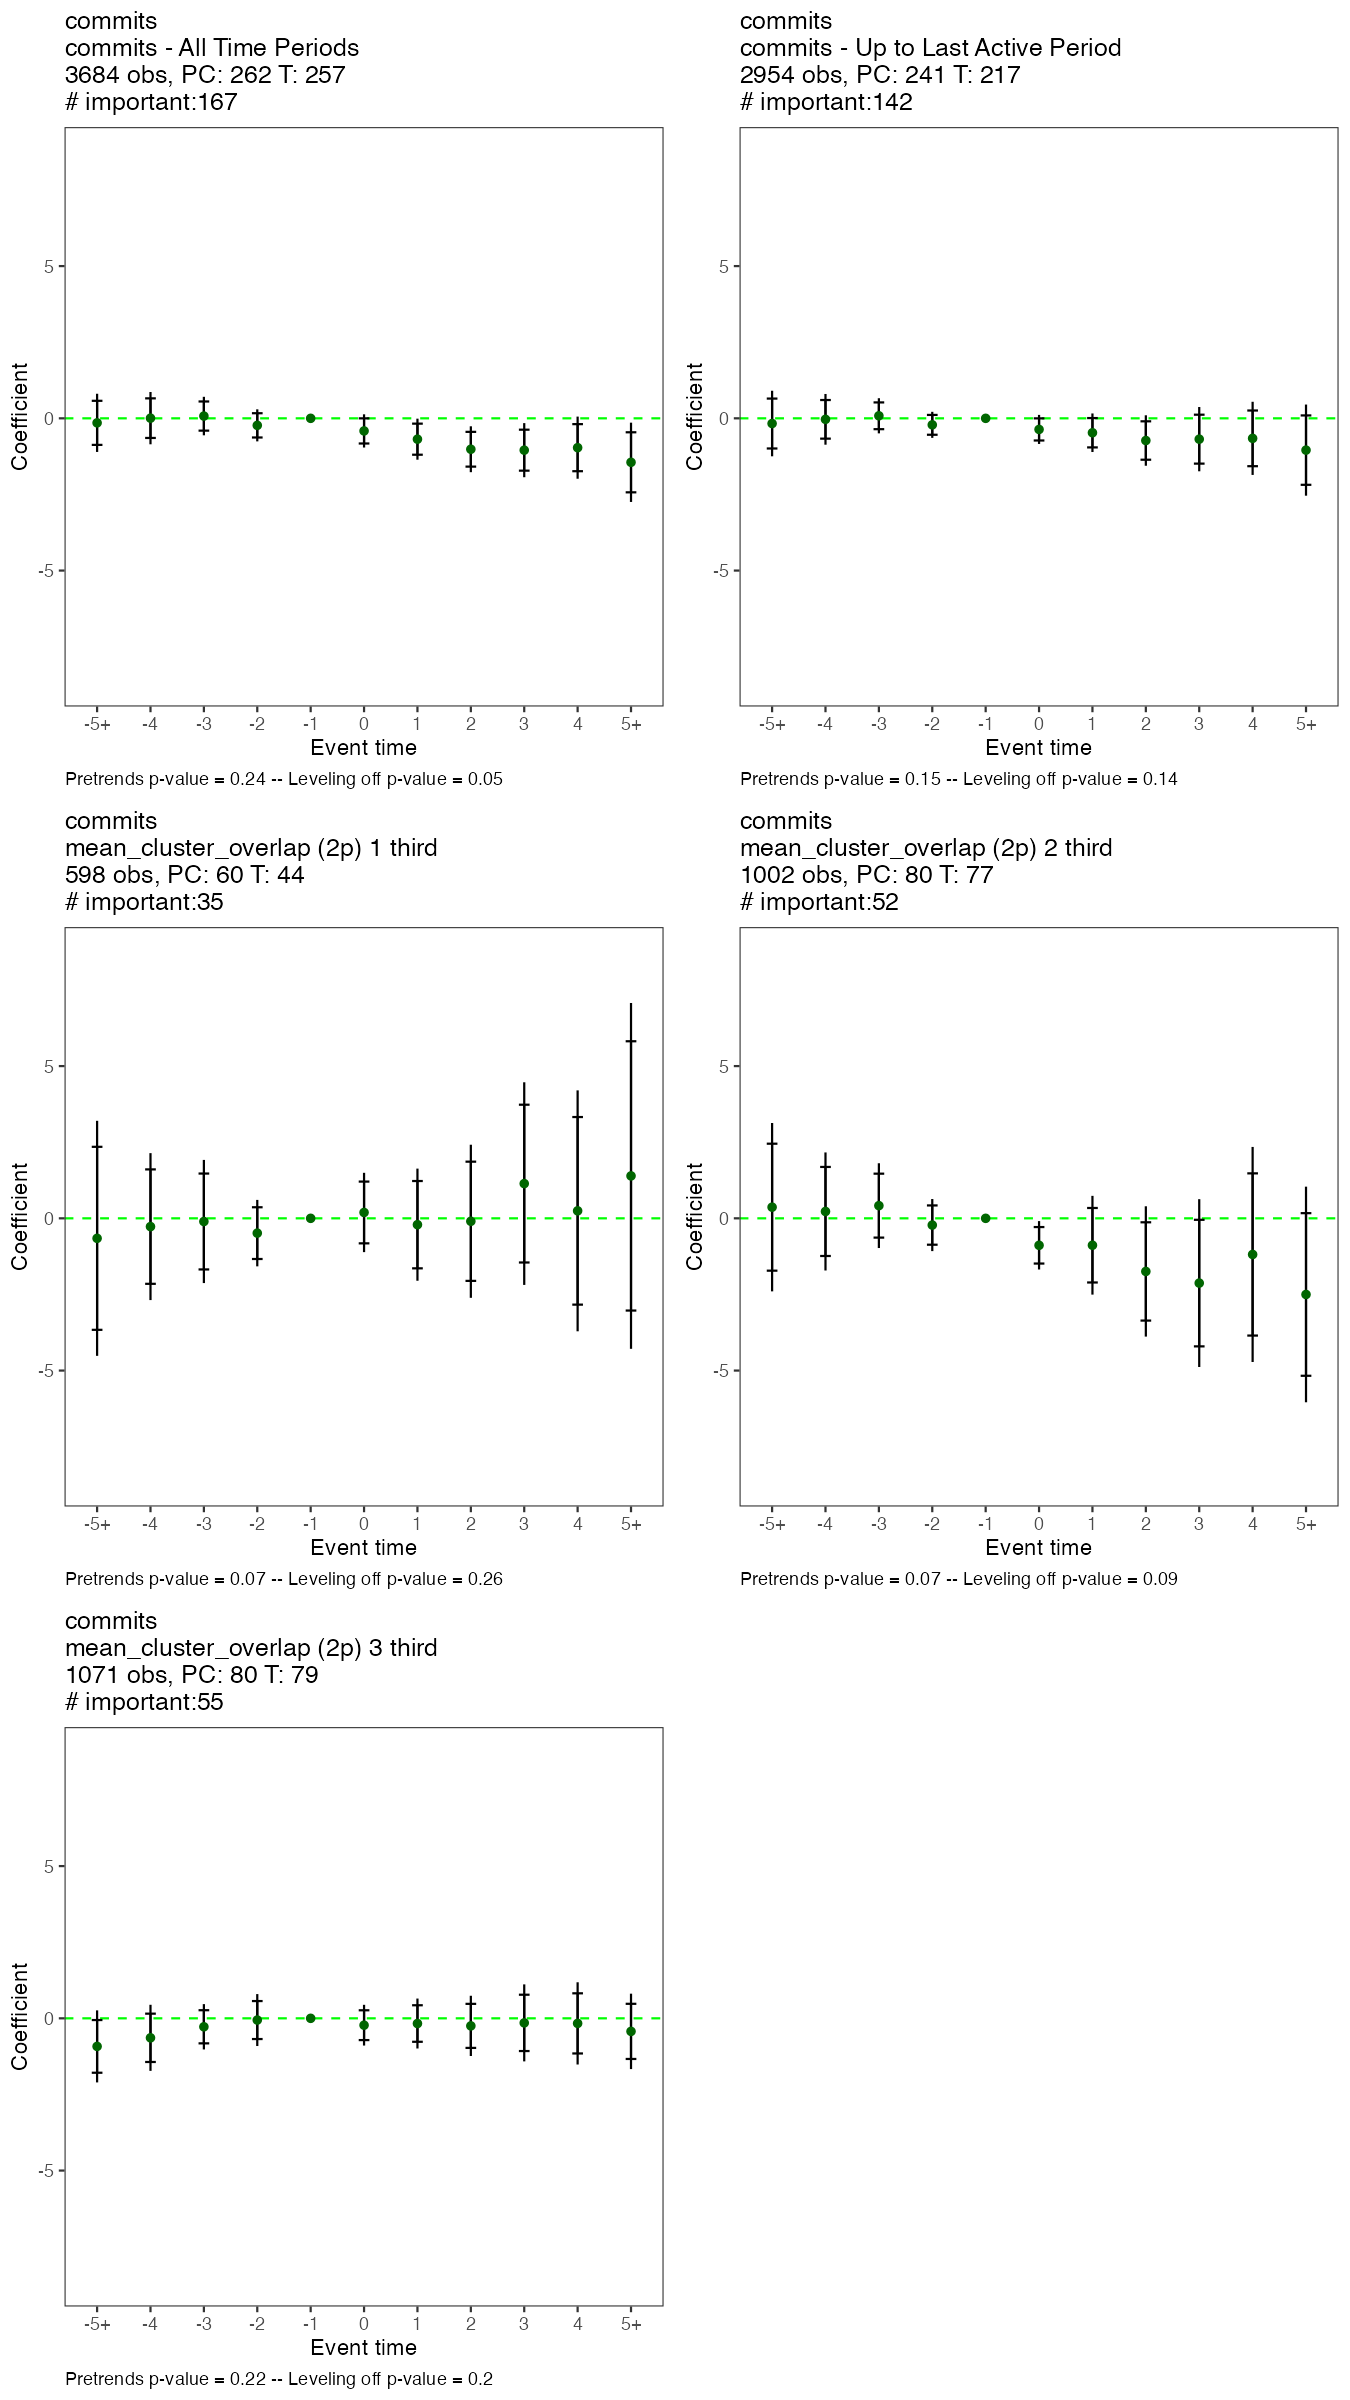 commits
commits - All Time Periods
3684 obs, PC: 262 T: 257
# important:167
5
0
-5
Coefficient
-5+ -4 -3 -2 -1 0 1 2 3 4 5+
Event time
Pretrends p-value = 0.24 -- Leveling off p-value = 0.05
commits
commits - Up to Last Active Period
2954 obs, PC: 241 T: 217
# important:142
5
0
-5
Coefficient
-5+ -4 -3 -2 -1 0 1 2 3 4 5+
Event time
Pretrends p-value = 0.15 -- Leveling off p-value = 0.14
commits
mean_cluster_overlap (2p) 1 third
598 obs, PC: 60 T: 44
# important:35
5
0
-5
Coefficient
-5+ -4 -3 -2 -1 0 1 2 3 4 5+
Event time
Pretrends p-value = 0.07 -- Leveling off p-value = 0.26
commits
mean_cluster_overlap (2p) 2 third
1002 obs, PC: 80 T: 77
# important:52
5
0
-5
Coefficient
-5+ -4 -3 -2 -1 0 1 2 3 4 5+
Event time
Pretrends p-value = 0.07 -- Leveling off p-value = 0.09
commits
mean_cluster_overlap (2p) 3 third
1071 obs, PC: 80 T: 79
# important:55
5
0
-5
Coefficient
-5+ -4 -3 -2 -1 0 1 2 3 4 5+
Event time
Pretrends p-value = 0.22 -- Leveling off p-value = 0.2